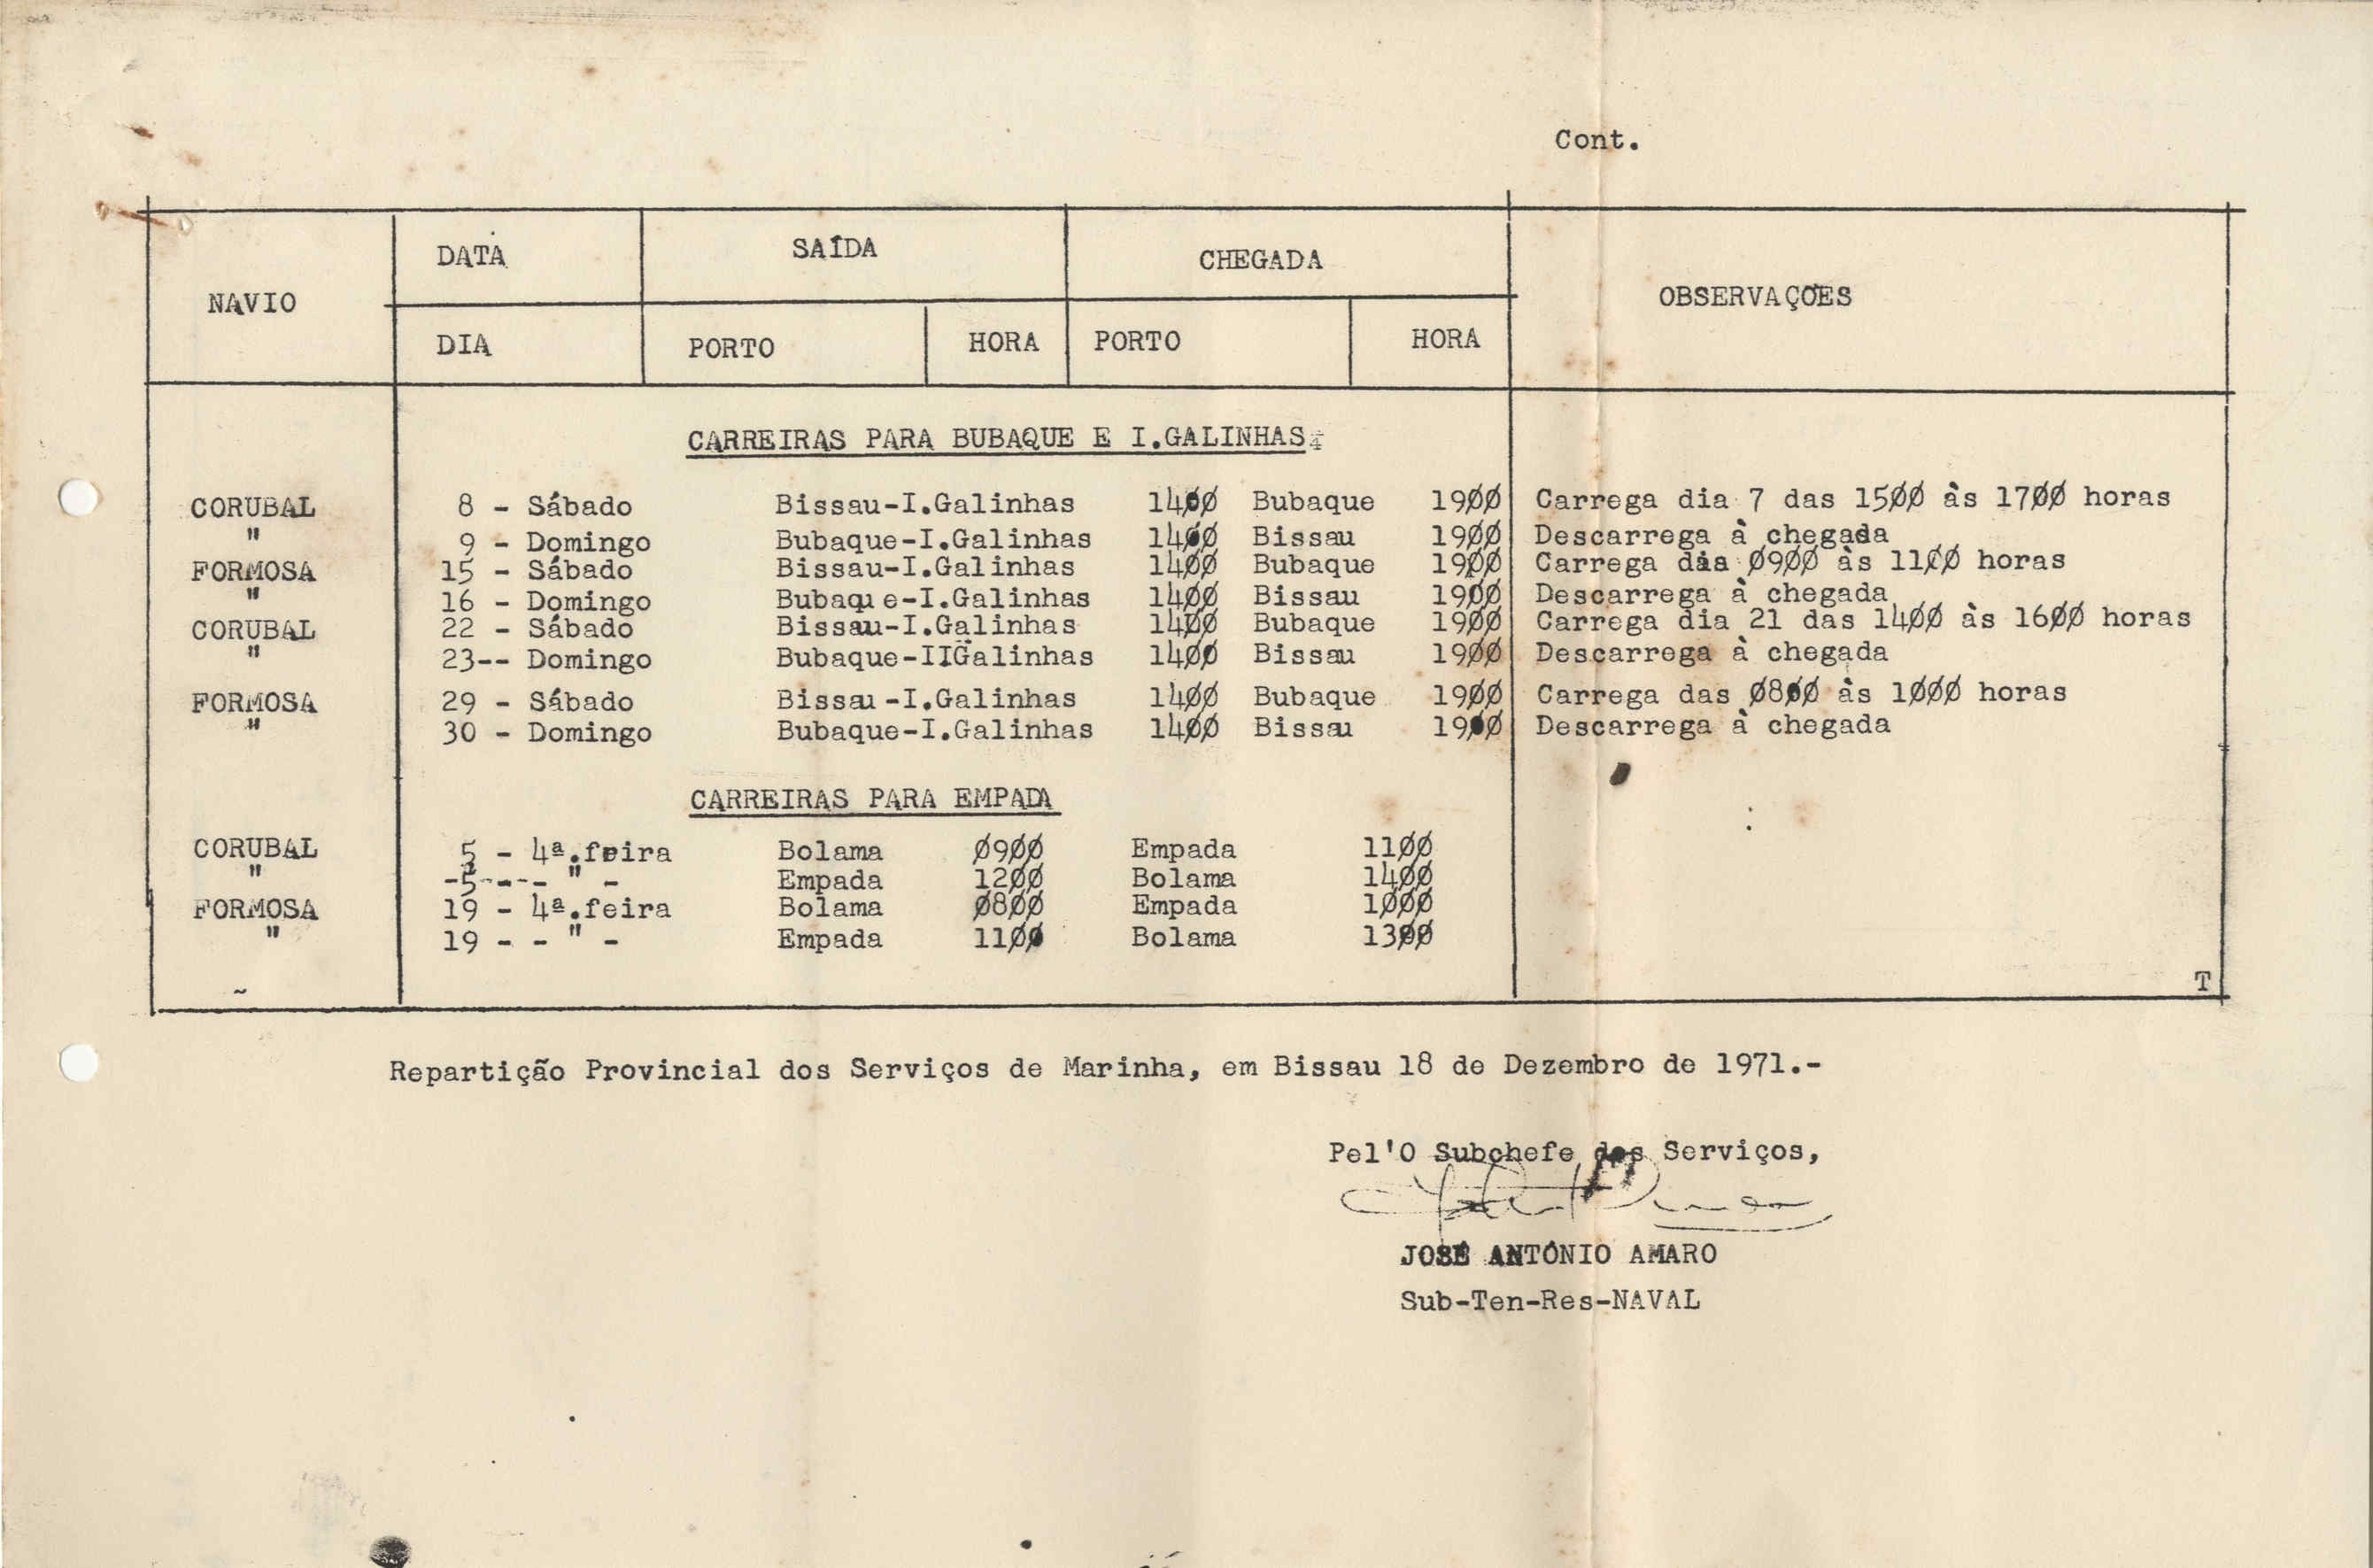 Cont.
NAVIO DATA SAÍDA CHEGADA OBSERVAÇÕES
DIA PORTO HORA PORTO HORA
CARREIRAS PARA BUBAQUE E I.GALINHAS
CORUBAL 8 - Sábado Bissau-I.Galinhas 14ØØ Bubaque 19ØØ Carrega dia 7 das 15ØØ às 17ØØ horas
" 9 - Domingo Bubaque-I.Galinhas 14ØØ Bissau 19ØØ Descarrega à chegada
FORMOSA 15 - Sábado Bissau-I.Galinhas 14ØØ Bubaque 19ØØ Carrega das Ø9ØØ às 11ØØ horas
" 16 - Domingo Bubaque-I.Galinhas 14ØØ Bissau 19ØØ Descarrega à chegada
CORUBAL 22 - Sábado Bissau-I.Galinhas 14ØØ Bubaque 19ØØ Carrega dia 21 das 14ØØ às 16ØØ horas
" 23-- Domingo Bubaque-IIGalinhas 14ØØ Bissau 19ØØ Descarrega à chegada
FORMOSA 29 - Sábado Bissau-I.Galinhas 14ØØ Bubaque 19ØØ Carrega das Ø8ØØ às 1ØØØ horas
" 30 - Domingo Bubaque-I.Galinhas 14ØØ Bissau 19ØØ Descarrega à chegada
CARREIRAS PARA EMPADA
CORUBAL 5 - 4ª.feira Bolama Ø9ØØ Empada 11ØØ
" -5---- " - Empada 12ØØ Bolama 14ØØ
FORMOSA 19 - 4ª.feira Bolama Ø8ØØ Empada 1ØØØ
" 19 - - " - Empada 11ØØ Bolama 13ØØ
T
Repartição Provincial dos Serviços de Marinha, em Bissau 18 de Dezembro de 1971.-
Pel'O Subchefe dos Serviços,
JOSÉ ANTÓNIO AMARO
Sub-Ten-Res-NAVAL